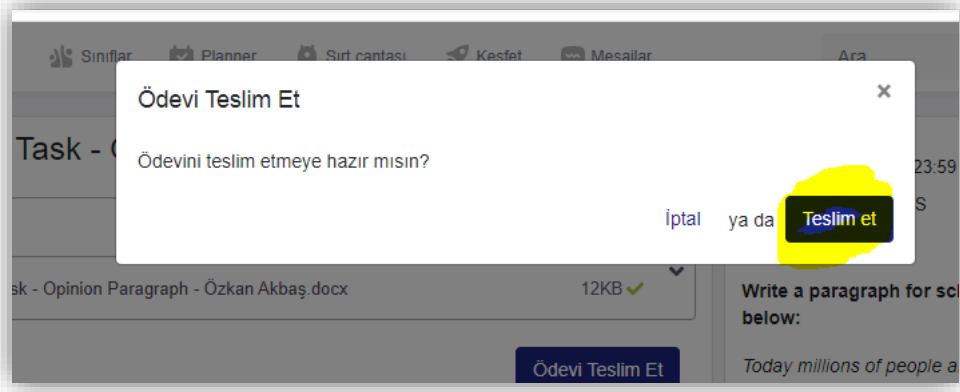 Sınıflar Planner Sırt çantası Keşfet Mesajlar Ara
Ödevi Teslim Et ×
Task -
Ödevini teslim etmeye hazır mısın?
23:59
İptal ya da Teslim et
S
sk - Opinion Paragraph - Özkan Akbaş.docx 12KB
Write a paragraph for sc
below:
Ödevi Teslim Et
Today millions of people a